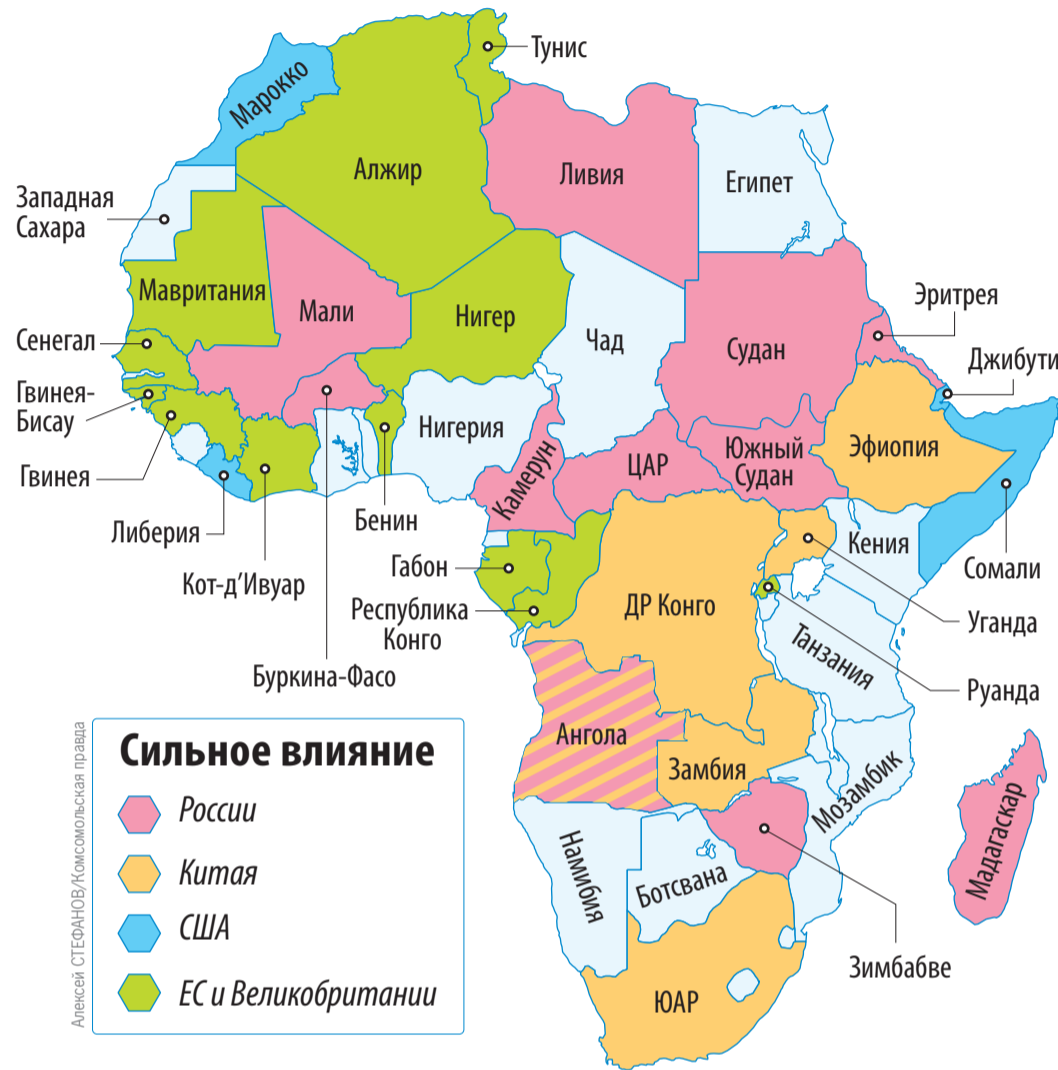 Тунис
Марокко
Алжир
Ливия
Египет
Западная
Сахара
Мавритания
Мали
Нигер
Чад
Судан
Эритрея
Джибути
Сенегал
Гвинея-
Бисау
Гвинея
Нигерия
Камерун
ЦАР
Южный
Судан
Эфиопия
Либерия
Кот-д'Ивуар
Бенин
Буркина-Фасо
Габон
Республика
Конго
ДР Конго
Кения
Сомали
Уганда
Танзания
Руанда
Ангола
Замбия
Мозамбик
Мадагаскар
Намибия
Ботсвана
Зимбабве
ЮАР
Сильное влияние
России
Китая
США
ЕС и Великобритании
Алексей СТЕФАНОВ/Комсомольская правда